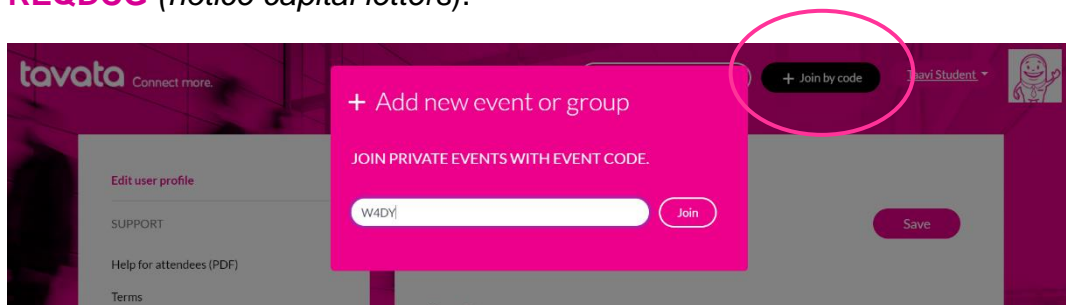 (notice capital letters).
tavata Connect more.
+ Join by code
Taavi Student
+ Add new event or group
JOIN PRIVATE EVENTS WITH EVENT CODE.
Edit user profile
W4DY
Join
SUPPORT
Save
Help for attendees (PDF)
Terms